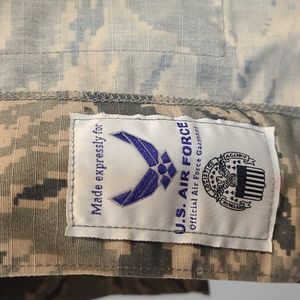 Made expressly for
U.S. AIR FORCE
Official Air Force Garment